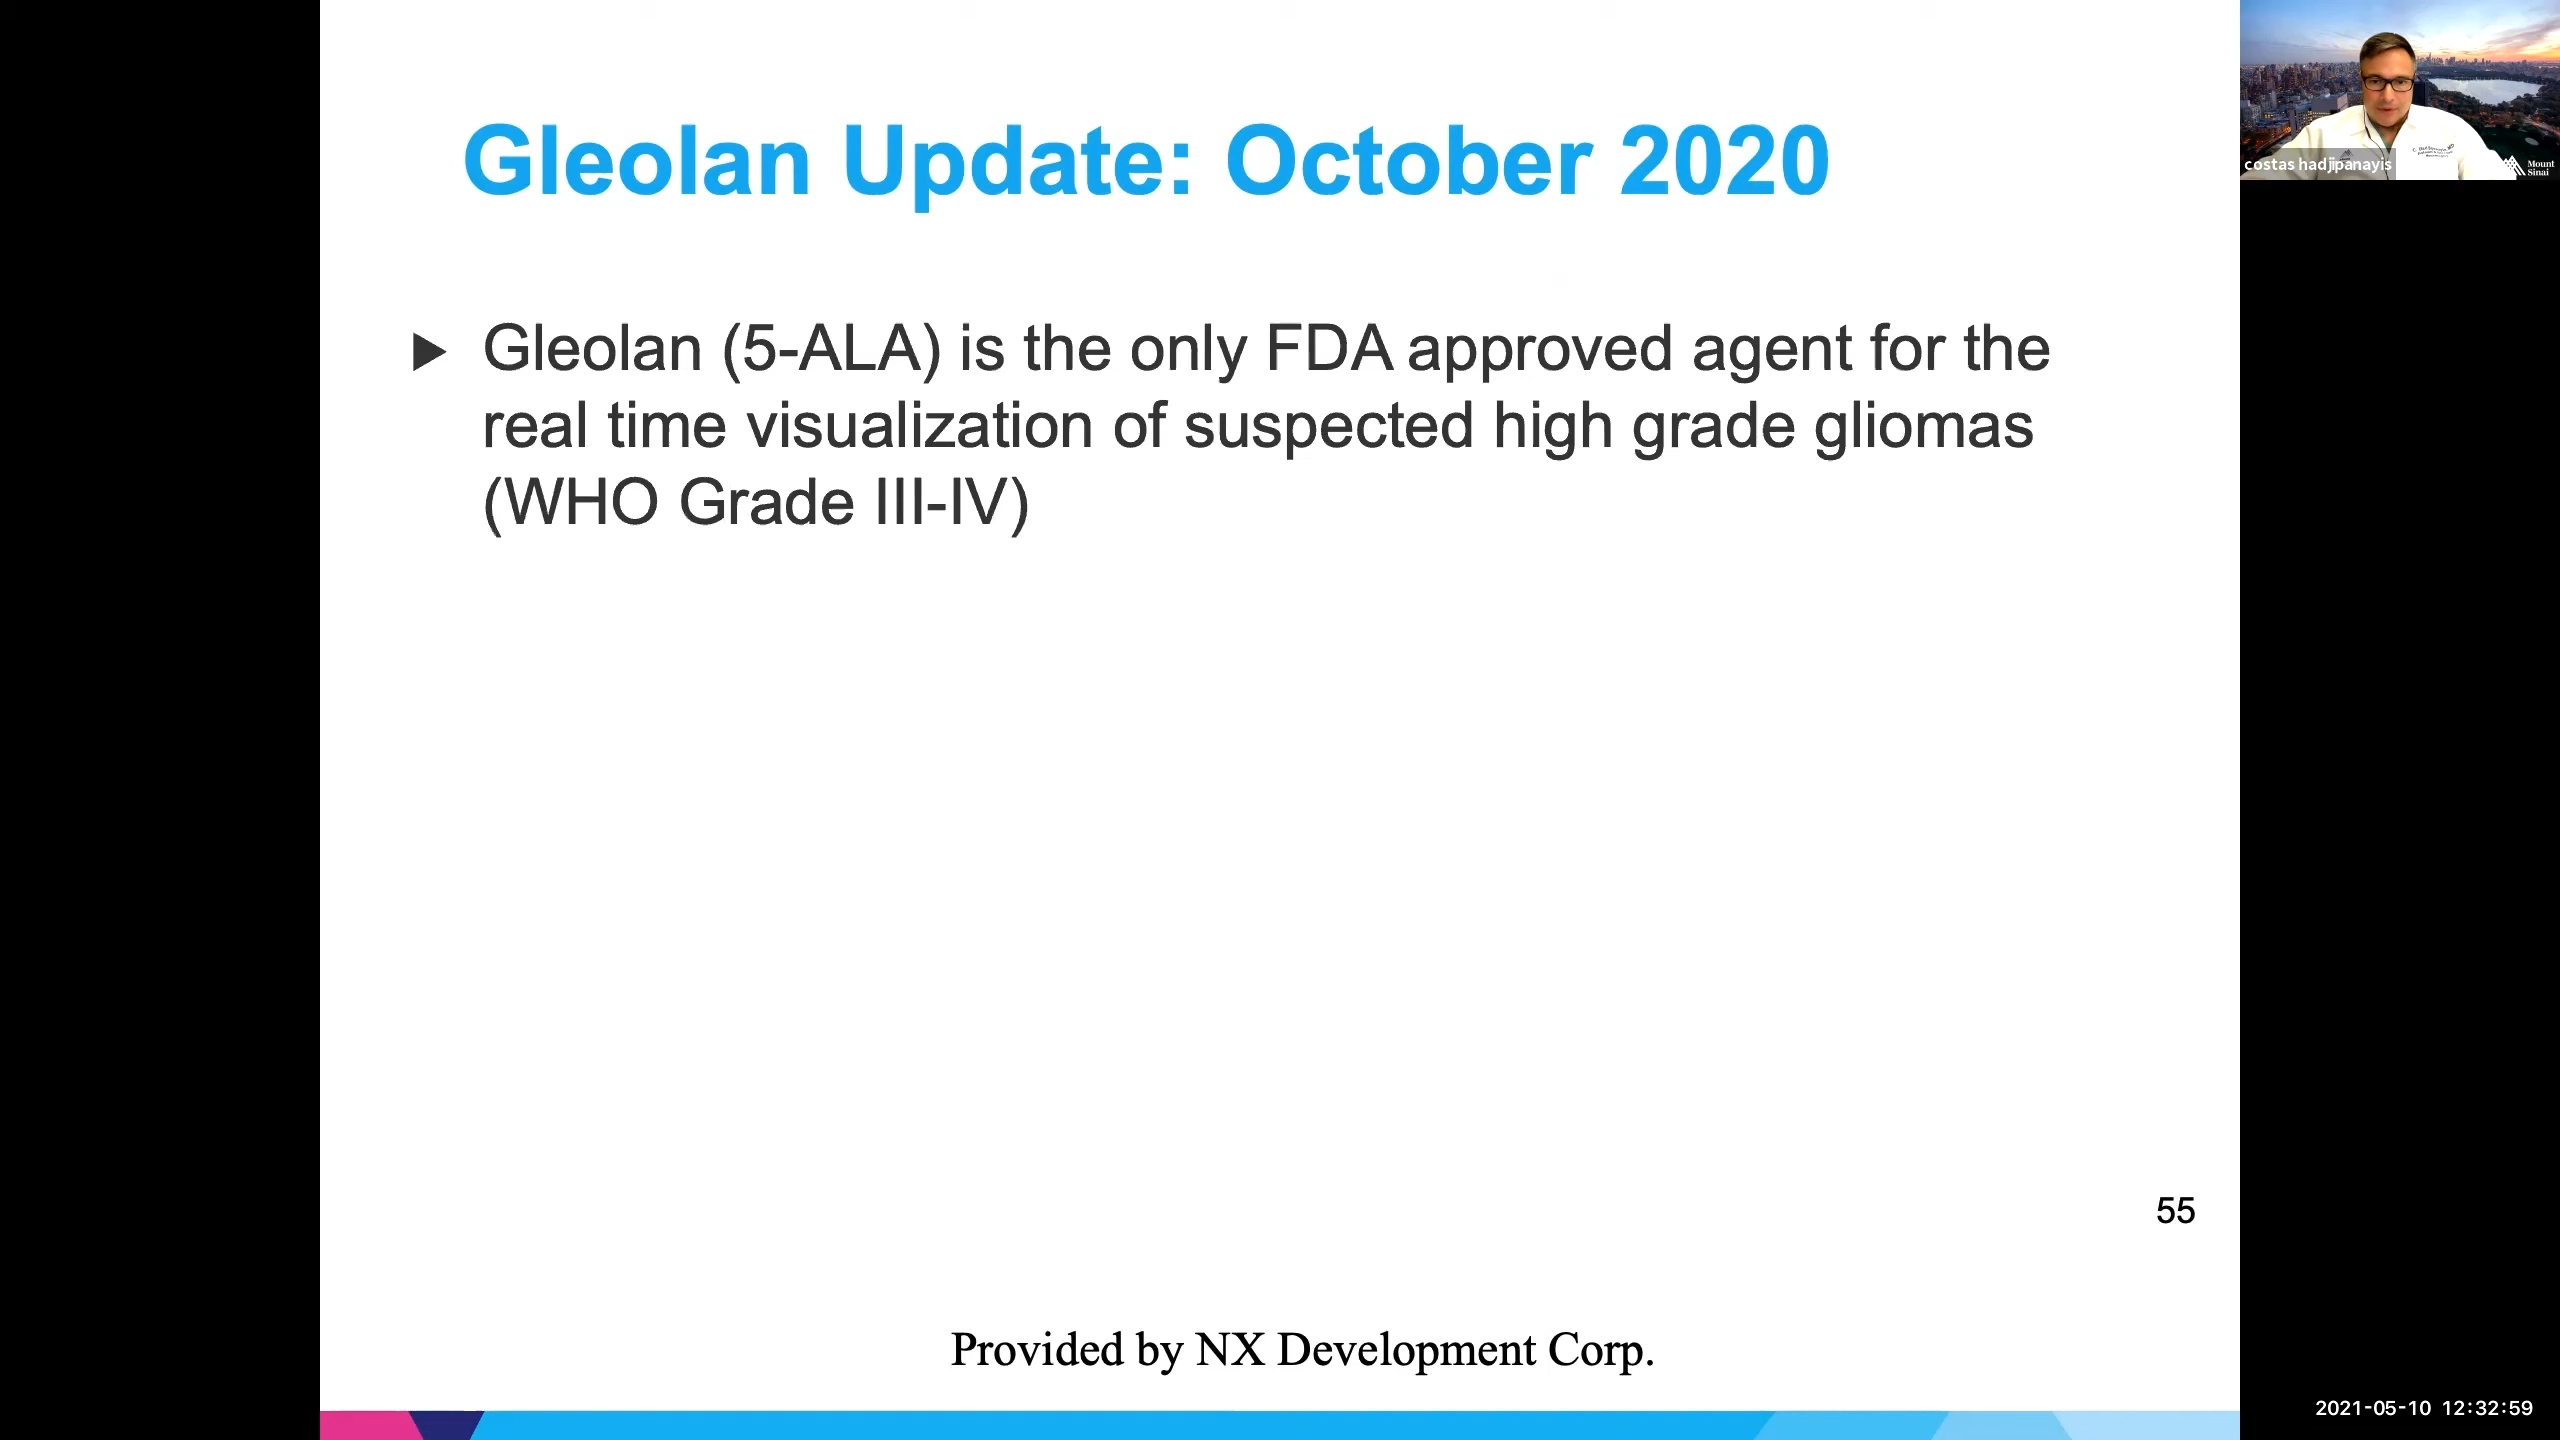 Gleolan Update: October 2020
Gleolan (5-ALA) is the only FDA approved agent for the
real time visualization of suspected high grade gliomas
(WHO Grade III-IV)
55
Provided by NX Development Corp.
costas hadjipanayis
Mount
Sinai
2021-05-10 12:32:59